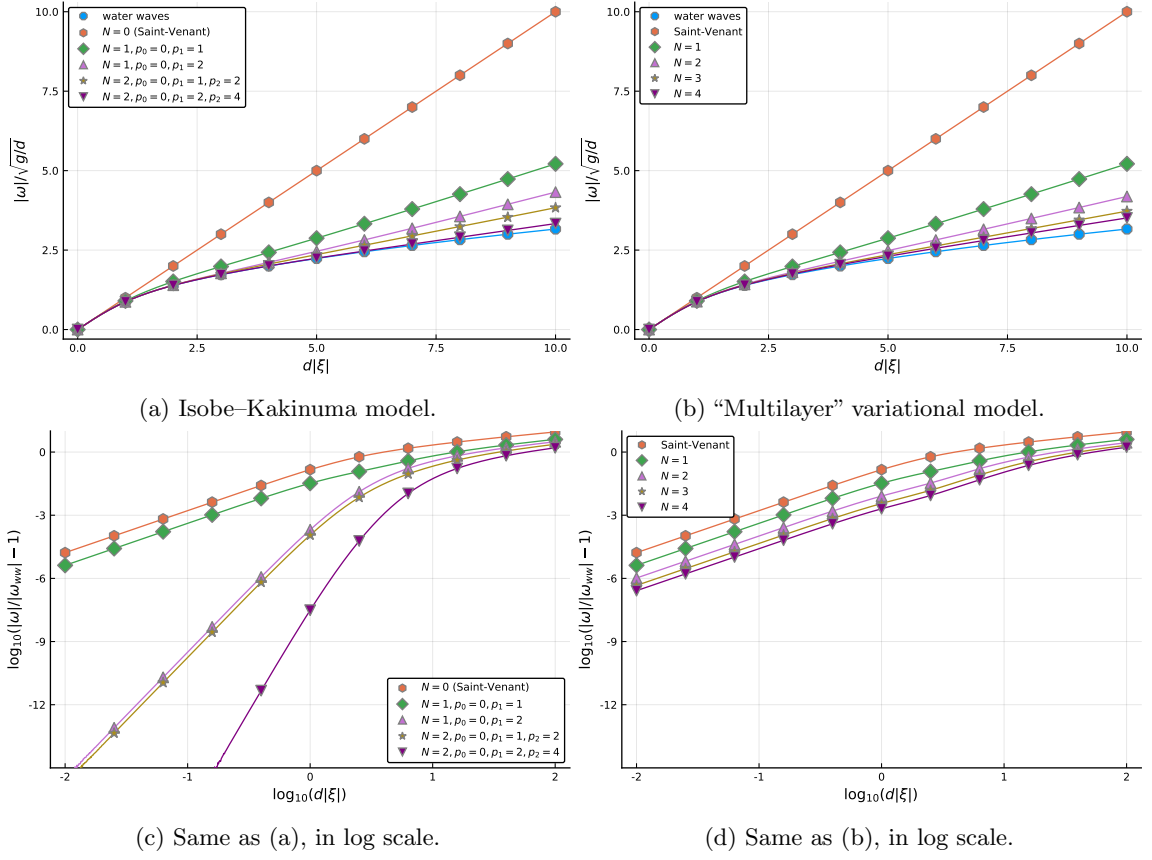 10.0
7.5
5.0
2.5
0.0
|ω|/√g/d
0.0 2.5 5.0 7.5 10.0
d|ξ|
water waves
N = 0 (Saint-Venant)
N = 1, p₀ = 0, p₁ = 1
N = 1, p₀ = 0, p₁ = 2
N = 2, p₀ = 0, p₁ = 1, p₂ = 2
N = 2, p₀ = 0, p₁ = 2, p₂ = 4
(a) Isobe–Kakinuma model.
10.0
7.5
5.0
2.5
0.0
|ω|/√g/d
0.0 2.5 5.0 7.5 10.0
d|ξ|
water waves
Saint-Venant
N = 1
N = 2
N = 3
N = 4
(b) “Multilayer” variational model.
0
-3
-6
-9
-12
log₁₀(|ω|/|ω_ww| − 1)
-2 -1 0 1 2
log₁₀(d|ξ|)
N = 0 (Saint-Venant)
N = 1, p₀ = 0, p₁ = 1
N = 1, p₀ = 0, p₁ = 2
N = 2, p₀ = 0, p₁ = 1, p₂ = 2
N = 2, p₀ = 0, p₁ = 2, p₂ = 4
(c) Same as (a), in log scale.
0
-3
-6
-9
-12
log₁₀(|ω|/|ω_ww| − 1)
-2 -1 0 1 2
log₁₀(d|ξ|)
Saint-Venant
N = 1
N = 2
N = 3
N = 4
(d) Same as (b), in log scale.